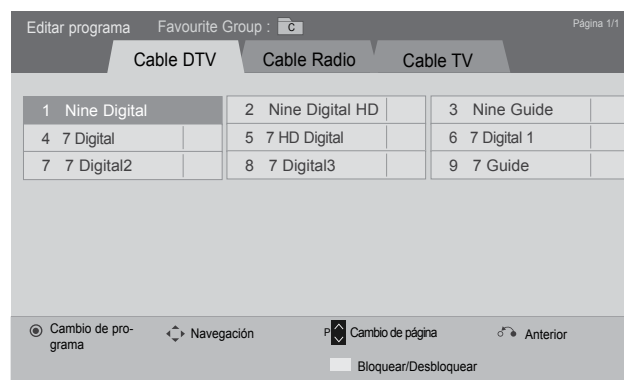 Editar programa Favourite Group : C Página 1/1
Cable DTV Cable Radio Cable TV
1 Nine Digital 2 Nine Digital HD 3 Nine Guide
4 7 Digital 5 7 HD Digital 6 7 Digital 1
7 7 Digital2 8 7 Digital3 9 7 Guide
Cambio de pro-
grama
Navegación P Cambio de página Anterior
Bloquear/Desbloquear